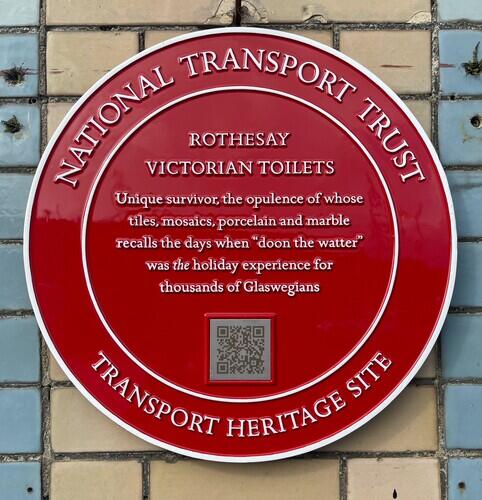 NATIONAL TRANSPORT TRUST
ROTHESAY
VICTORIAN TOILETS
Unique survivor, the opulence of whose
tiles, mosaics, porcelain and marble
recalls the days when "doon the watter"
was the holiday experience for
thousands of Glaswegians
TRANSPORT HERITAGE SITE